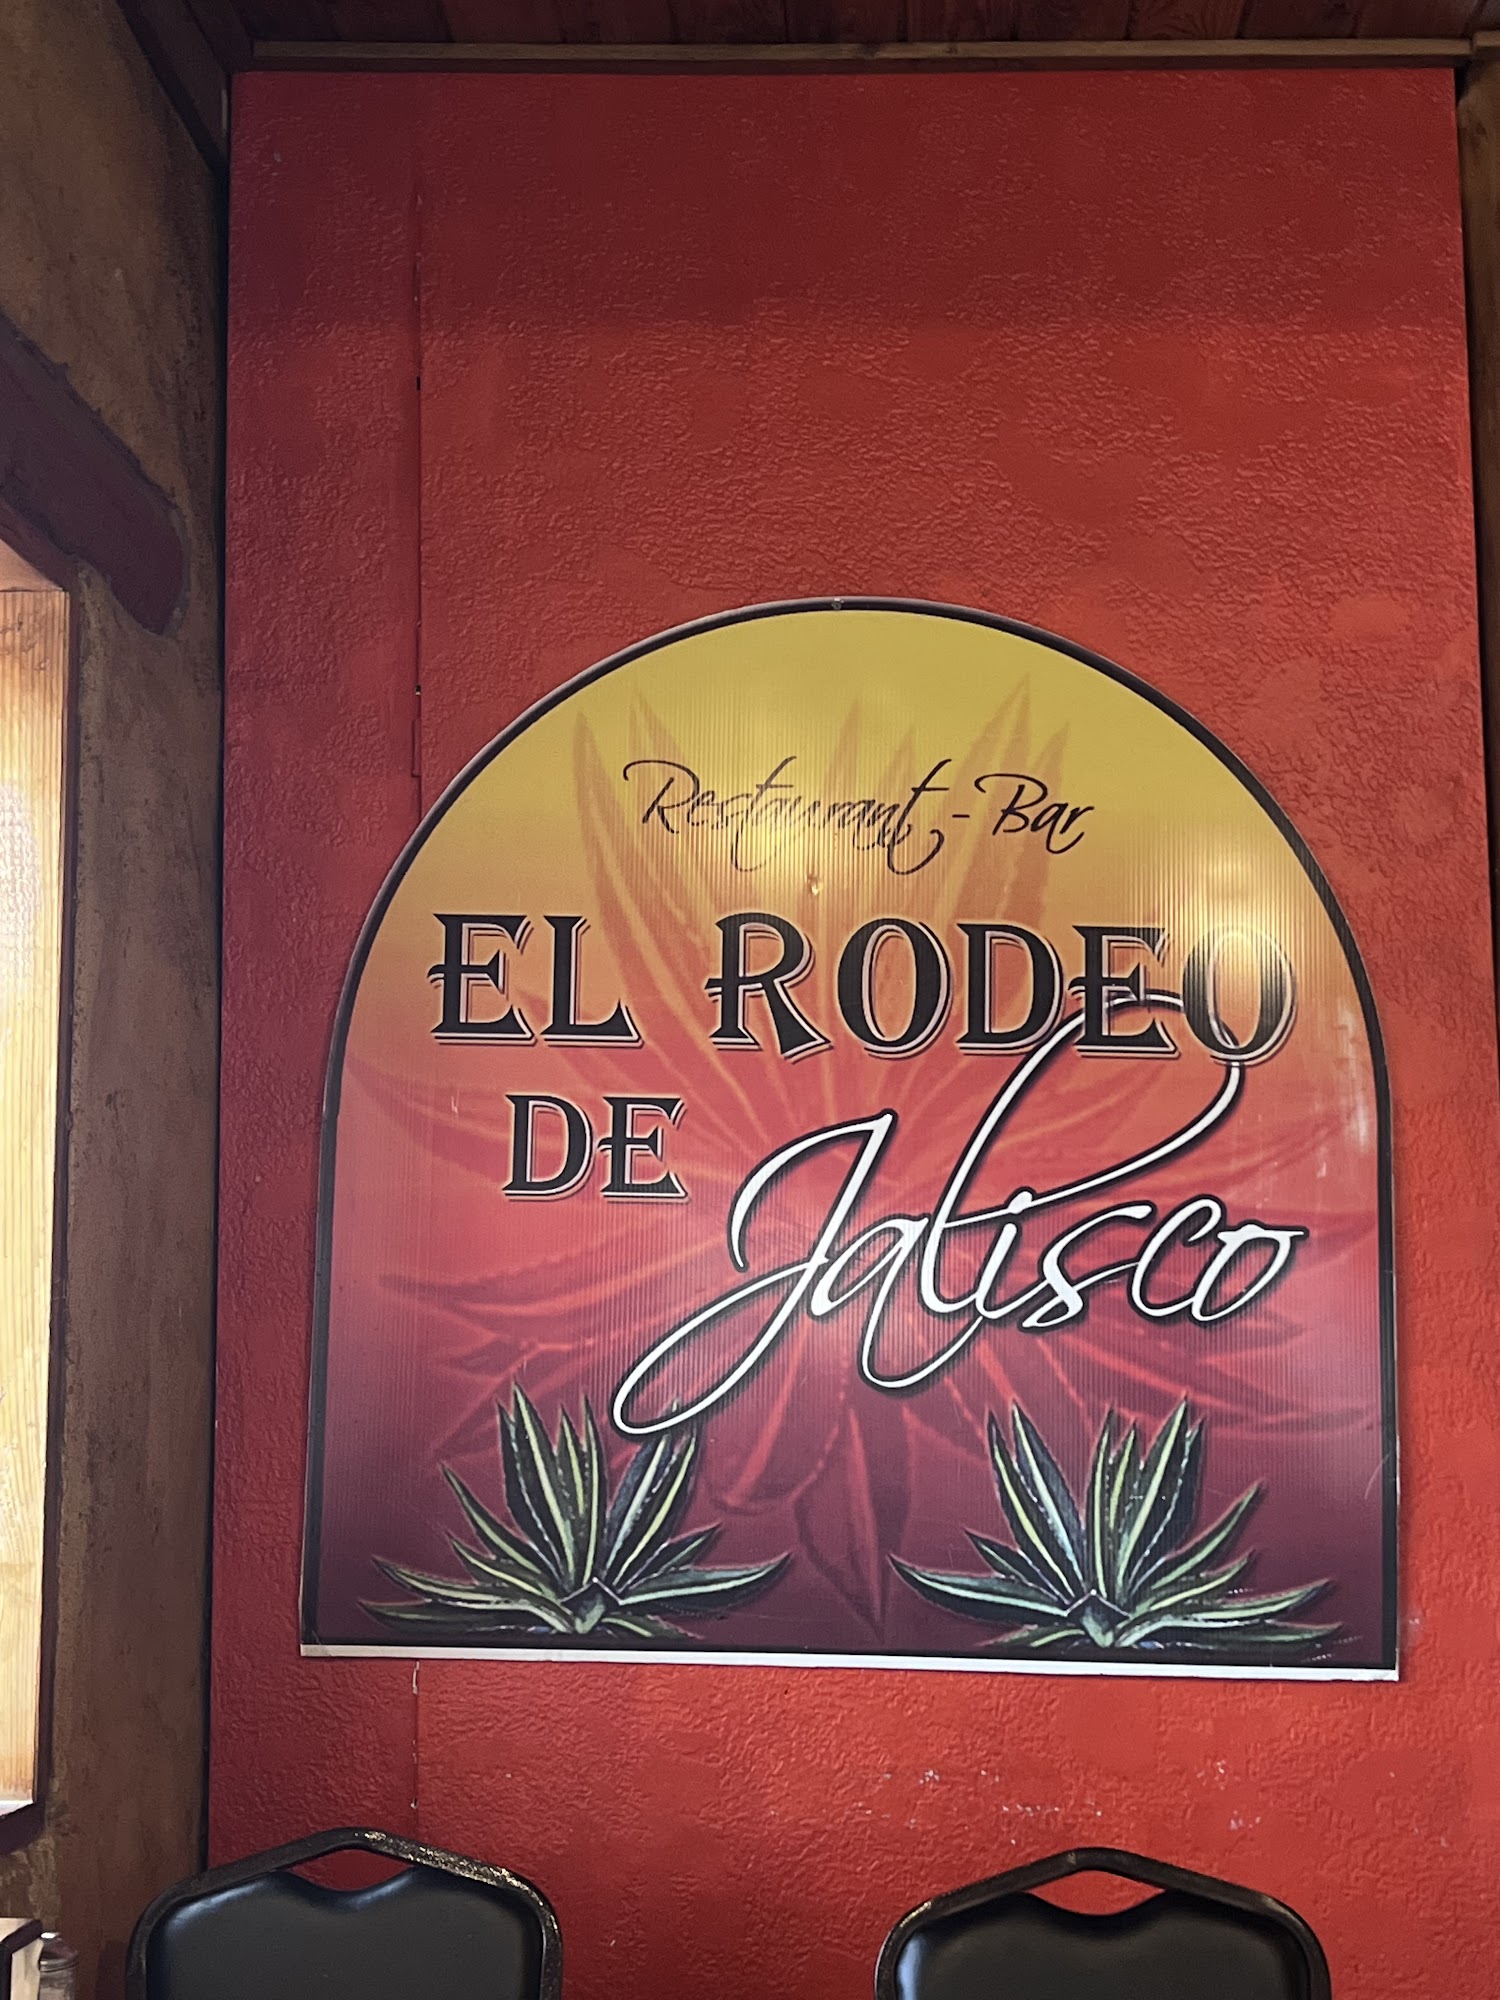 Restaurant - Bar
EL RODEO
DE Jalisco